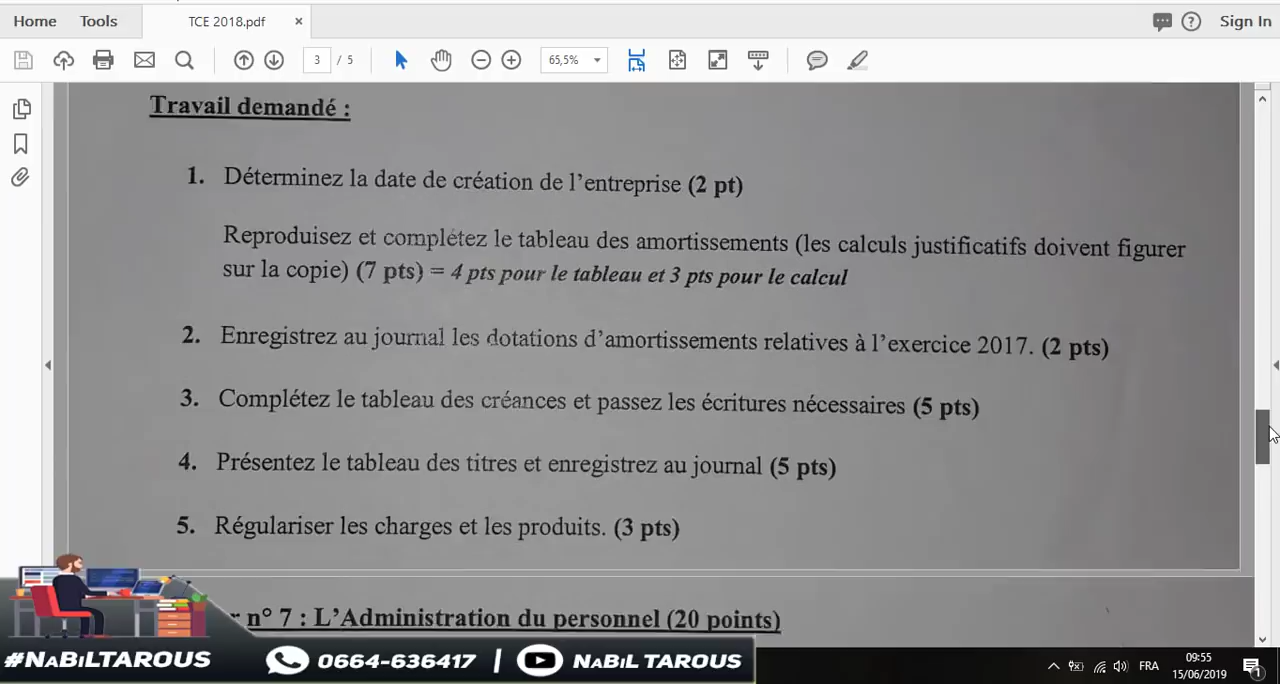 Home Tools TCE 2018.pdf × Sign In
3 / 5 65,5%
Travail demandé :
1. Déterminez la date de création de l'entreprise (2 pt)
Reproduisez et complétez le tableau des amortissements (les calculs justificatifs doivent figurer
sur la copie) (7 pts) = 4 pts pour le tableau et 3 pts pour le calcul
2. Enregistrez au journal les dotations d'amortissements relatives à l'exercice 2017. (2 pts)
3. Complétez le tableau des créances et passez les écritures nécessaires (5 pts)
4. Présentez le tableau des titres et enregistrez au journal (5 pts)
5. Régulariser les charges et les produits. (3 pts)
n° 7 : L'Administration du personnel (20 points)
#NABILTAROUS 0664-636417 | NABIL TAROUS
FRA 09:55
15/06/2019 1